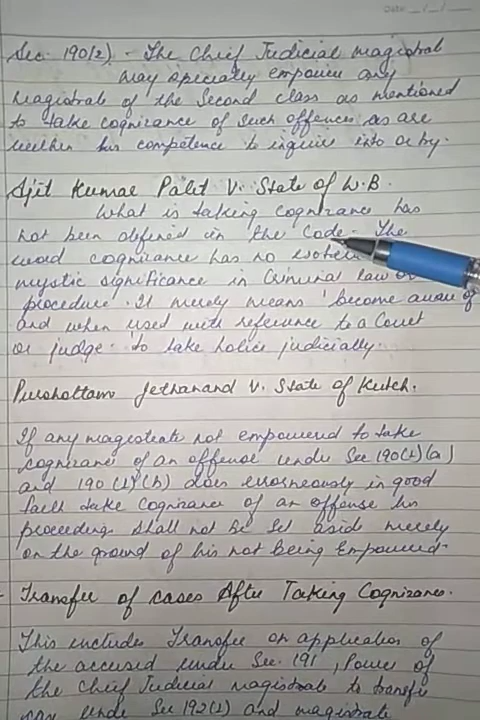 Date __/__/__
Sec. 190(2) - The Chief Judicial magistrate
may specially empower any
Magistrate of the Second class as mentioned
to take cognizance of such offences as are
within his competence to inquire into or try.
Ajit Kumar Palit V. State of W.B.
What is taking cognizance has
not been defined in the Code. The
word cognizance has no
mystic significance in Criminal law or
procedure. It merely means 'become aware of
and when used with reference to a Court
or judge. to take notice judicially.
Purshottam Jethanand V. State of Kutch.
If any magistrate not empowered to take
cognizance of an offense under Sec 190(1)(a)
and 190 (1)(b) does erroneously in good
faith take Cognizance of an offense his
proceeding shall not be set aside merely
on the ground of his not being Empowered-
- Transfer of cases After Taking Cognizance.
This includes Transfer on application of
the accused under Sec. 191, Power of
the Chief Judicial magistrate to transfer
under Sec 192(1) and magistrate